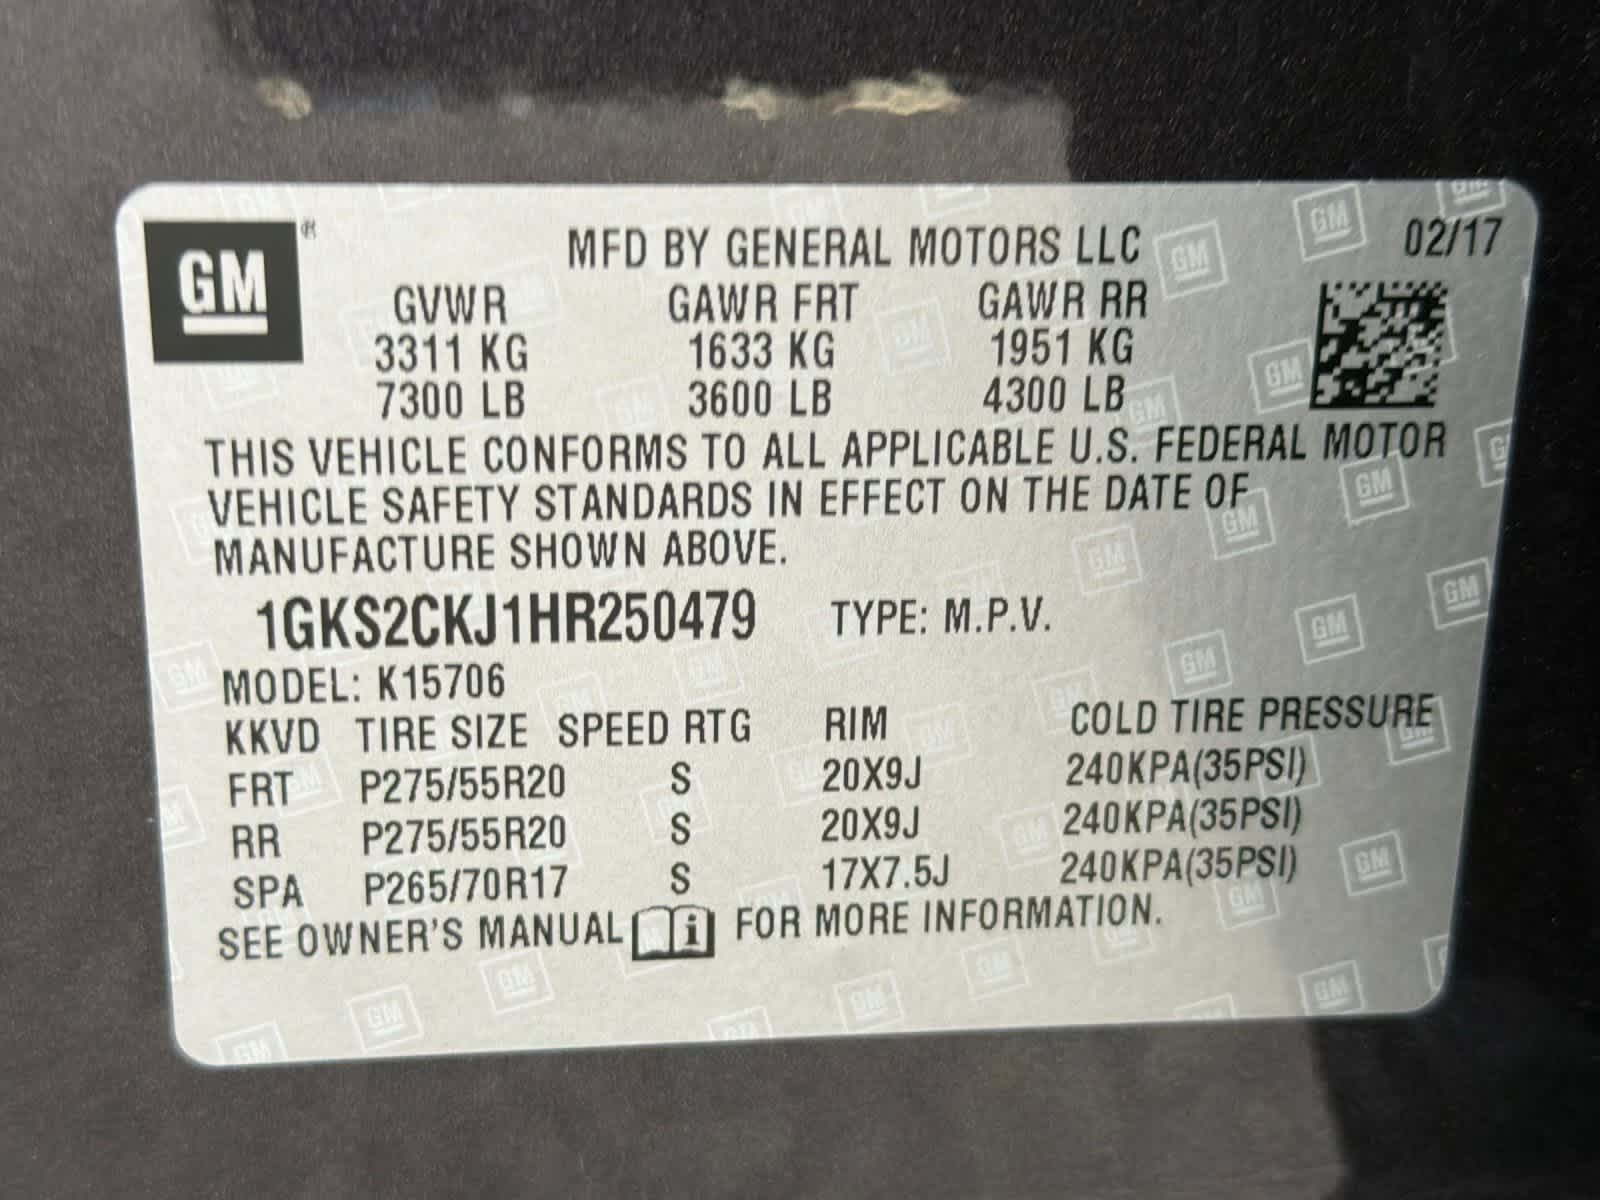 GM®
MFD BY GENERAL MOTORS LLC 02/17
GVWR GAWR FRT GAWR RR
3311 KG 1633 KG 1951 KG
7300 LB 3600 LB 4300 LB
THIS VEHICLE CONFORMS TO ALL APPLICABLE U.S. FEDERAL MOTOR
VEHICLE SAFETY STANDARDS IN EFFECT ON THE DATE OF
MANUFACTURE SHOWN ABOVE.
1GKS2CKJ1HR250479 TYPE: M.P.V.
MODEL: K15706
KKVD TIRE SIZE SPEED RTG RIM COLD TIRE PRESSURE
FRT P275/55R20 S 20X9J 240KPA(35PSI)
RR P275/55R20 S 20X9J 240KPA(35PSI)
SPA P265/70R17 S 17X7.5J 240KPA(35PSI)
SEE OWNER'S MANUAL i FOR MORE INFORMATION.